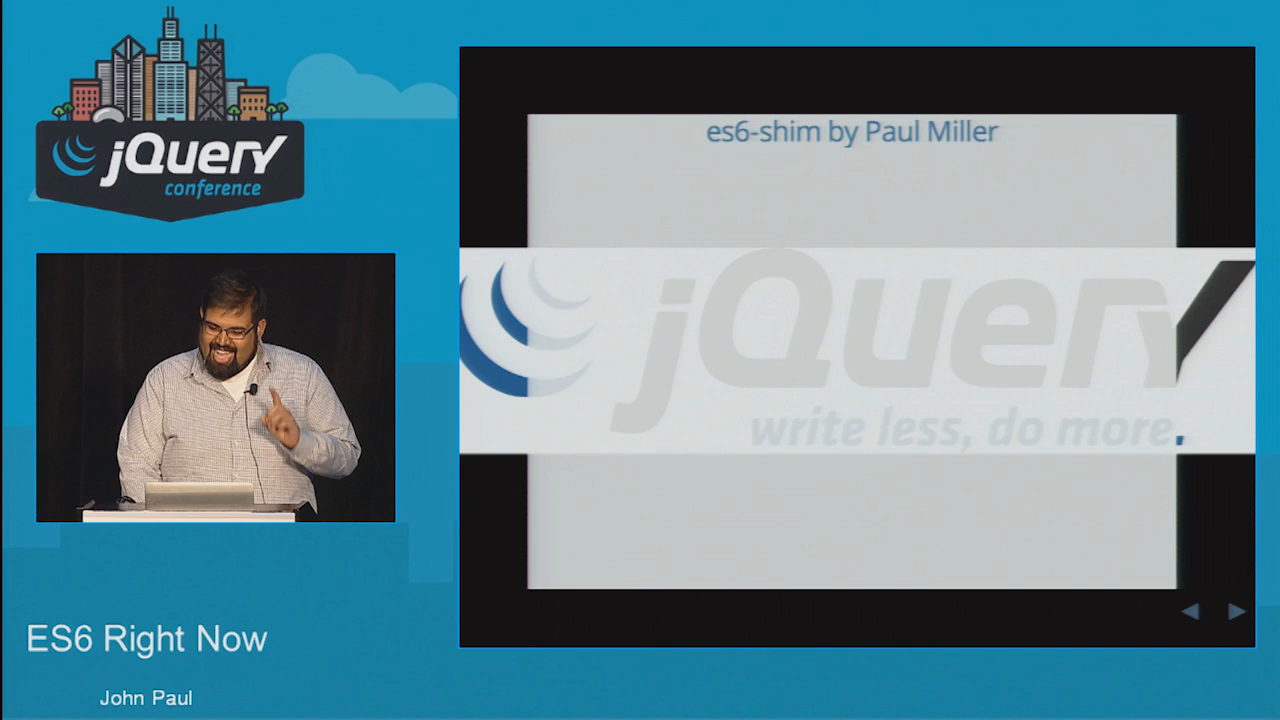 jQuery
conference
es6-shim by Paul Miller
jQuery
write less, do more.
ES6 Right Now
John Paul